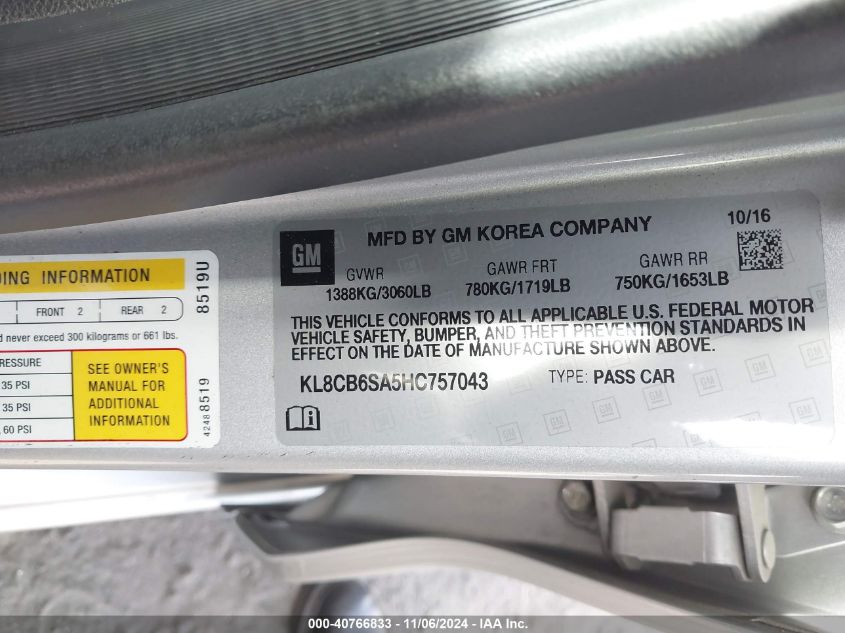 DING INFORMATION
FRONT 2 REAR 2
d never exceed 300 kilograms or 661 lbs.
PRESSURE
35 PSI
35 PSI
60 PSI
SEE OWNER'S
MANUAL FOR
ADDITIONAL
INFORMATION
8519U
42488519
GM
MFD BY GM KOREA COMPANY
10/16
GVWR GAWR FRT GAWR RR
1388KG/3060LB 780KG/1719LB 750KG/1653LB
THIS VEHICLE CONFORMS TO ALL APPLICABLE U.S. FEDERAL MOTOR
VEHICLE SAFETY, BUMPER, AND THEFT PREVENTION STANDARDS IN
EFFECT ON THE DATE OF MANUFACTURE SHOWN ABOVE.
KL8CB6SA5HC757043 TYPE: PASS CAR
000-40766833 - 11/06/2024 - IAA, Inc.